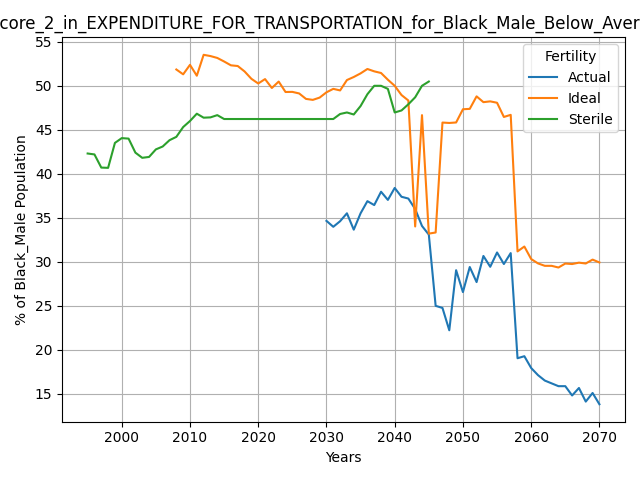 core_2_in_EXPENDITURE_FOR_TRANSPORTATION_for_Black_Male_Below_Aver
55
50
45
40
35
30
25
20
15
% of Black_Male Population
Fertility
Actual
Ideal
Sterile
2000 2010 2020 2030 2040 2050 2060 2070
Years